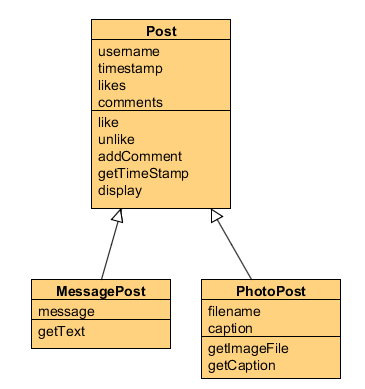 Post
username
timestamp
likes
comments
like
unlike
addComment
getTimeStamp
display
MessagePost
message
getText
PhotoPost
filename
caption
getImageFile
getCaption